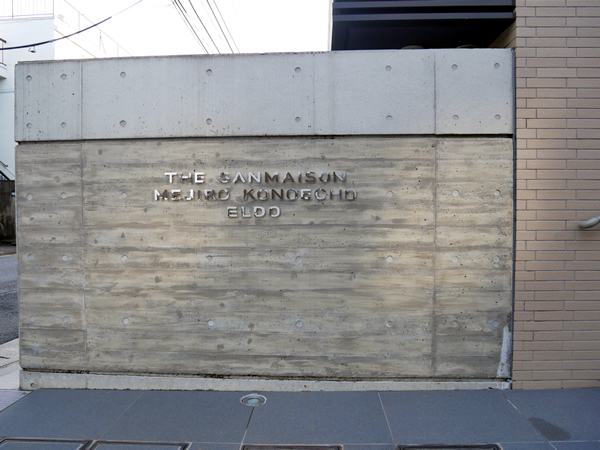 THE SANMAISON
MEJIRO KONOECHO
ELDO